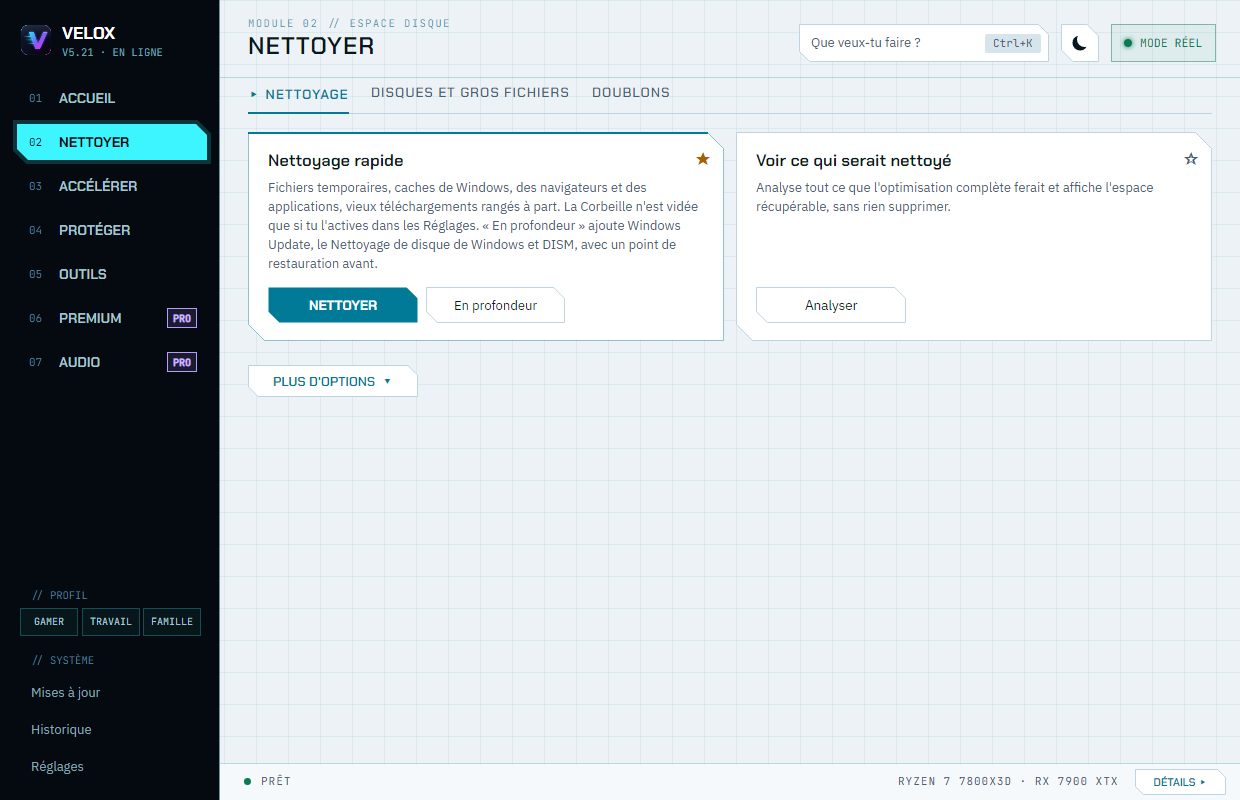 VELOX
V5.21 · EN LIGNE
01 ACCUEIL
02 NETTOYER
03 ACCÉLÉRER
04 PROTÉGER
05 OUTILS
06 PREMIUM PRO
07 AUDIO PRO
// PROFIL
GAMER TRAVAIL FAMILLE
// SYSTÈME
Mises à jour
Historique
Réglages
MODULE 02 // ESPACE DISQUE
NETTOYER
Que veux-tu faire ? Ctrl+K
MODE RÉEL
▸ NETTOYAGE DISQUES ET GROS FICHIERS DOUBLONS
Nettoyage rapide ★
Fichiers temporaires, caches de Windows, des navigateurs et des
applications, vieux téléchargements rangés à part. La Corbeille n'est vidée
que si tu l'actives dans les Réglages. « En profondeur » ajoute Windows
Update, le Nettoyage de disque de Windows et DISM, avec un point de
restauration avant.
NETTOYER En profondeur
Voir ce qui serait nettoyé ☆
Analyse tout ce que l'optimisation complète ferait et affiche l'espace
récupérable, sans rien supprimer.
Analyser
PLUS D'OPTIONS ▾
PRÊT
RYZEN 7 7800X3D · RX 7900 XTX
DÉTAILS ▸